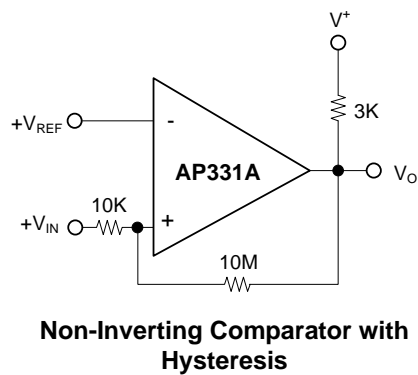 V+
3K
+VREF
-
AP331A
VO
+VIN
10K
+
10M
Non-Inverting Comparator with
Hysteresis